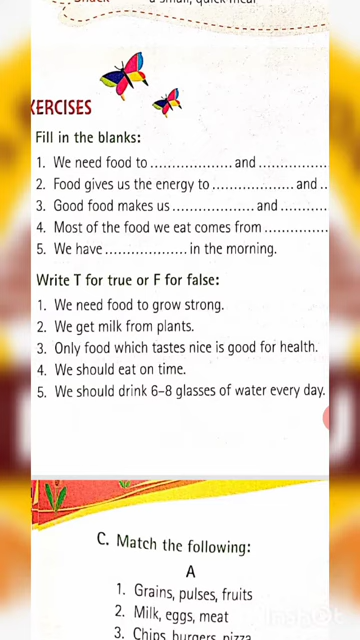 a small, quick meal
EXERCISES
Fill in the blanks:
1. We need food to .................. and ...............
2. Food gives us the energy to .................. and ..
3. Good food makes us .................. and ..........
4. Most of the food we eat comes from ..............
5. We have .................. in the morning.
Write T for true or F for false:
1. We need food to grow strong.
2. We get milk from plants.
3. Only food which tastes nice is good for health.
4. We should eat on time.
5. We should drink 6–8 glasses of water every day.
C. Match the following:
A
1. Grains, pulses, fruits
2. Milk, eggs, meat
3. Chips, burgers, pizza